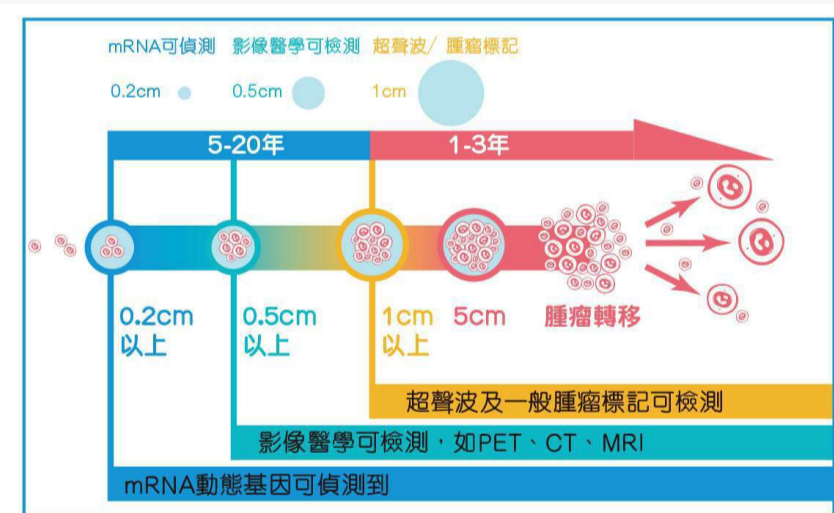 mRNA可偵測 影像醫學可檢測 超聲波/ 腫瘤標記
0.2cm 0.5cm 1cm
5-20年 1-3年
0.2cm
以上
0.5cm
以上
1cm
以上
5cm
腫瘤轉移
超聲波及一般腫瘤標記可檢測
影像醫學可檢測,如PET、CT、MRI
mRNA動態基因可偵測到